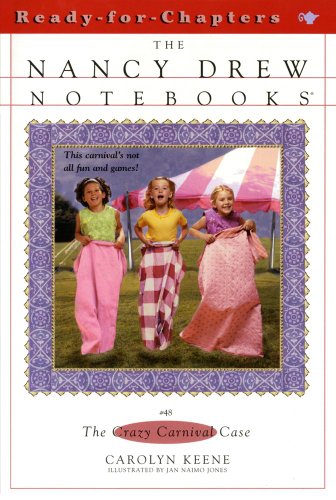 Ready-for-Chapters
THE
NANCY DREW
NOTEBOOKS®
This carnival's not
all fun and games!
#48
The Crazy Carnival Case
CAROLYN KEENE
ILLUSTRATED BY JAN NAIMO JONES